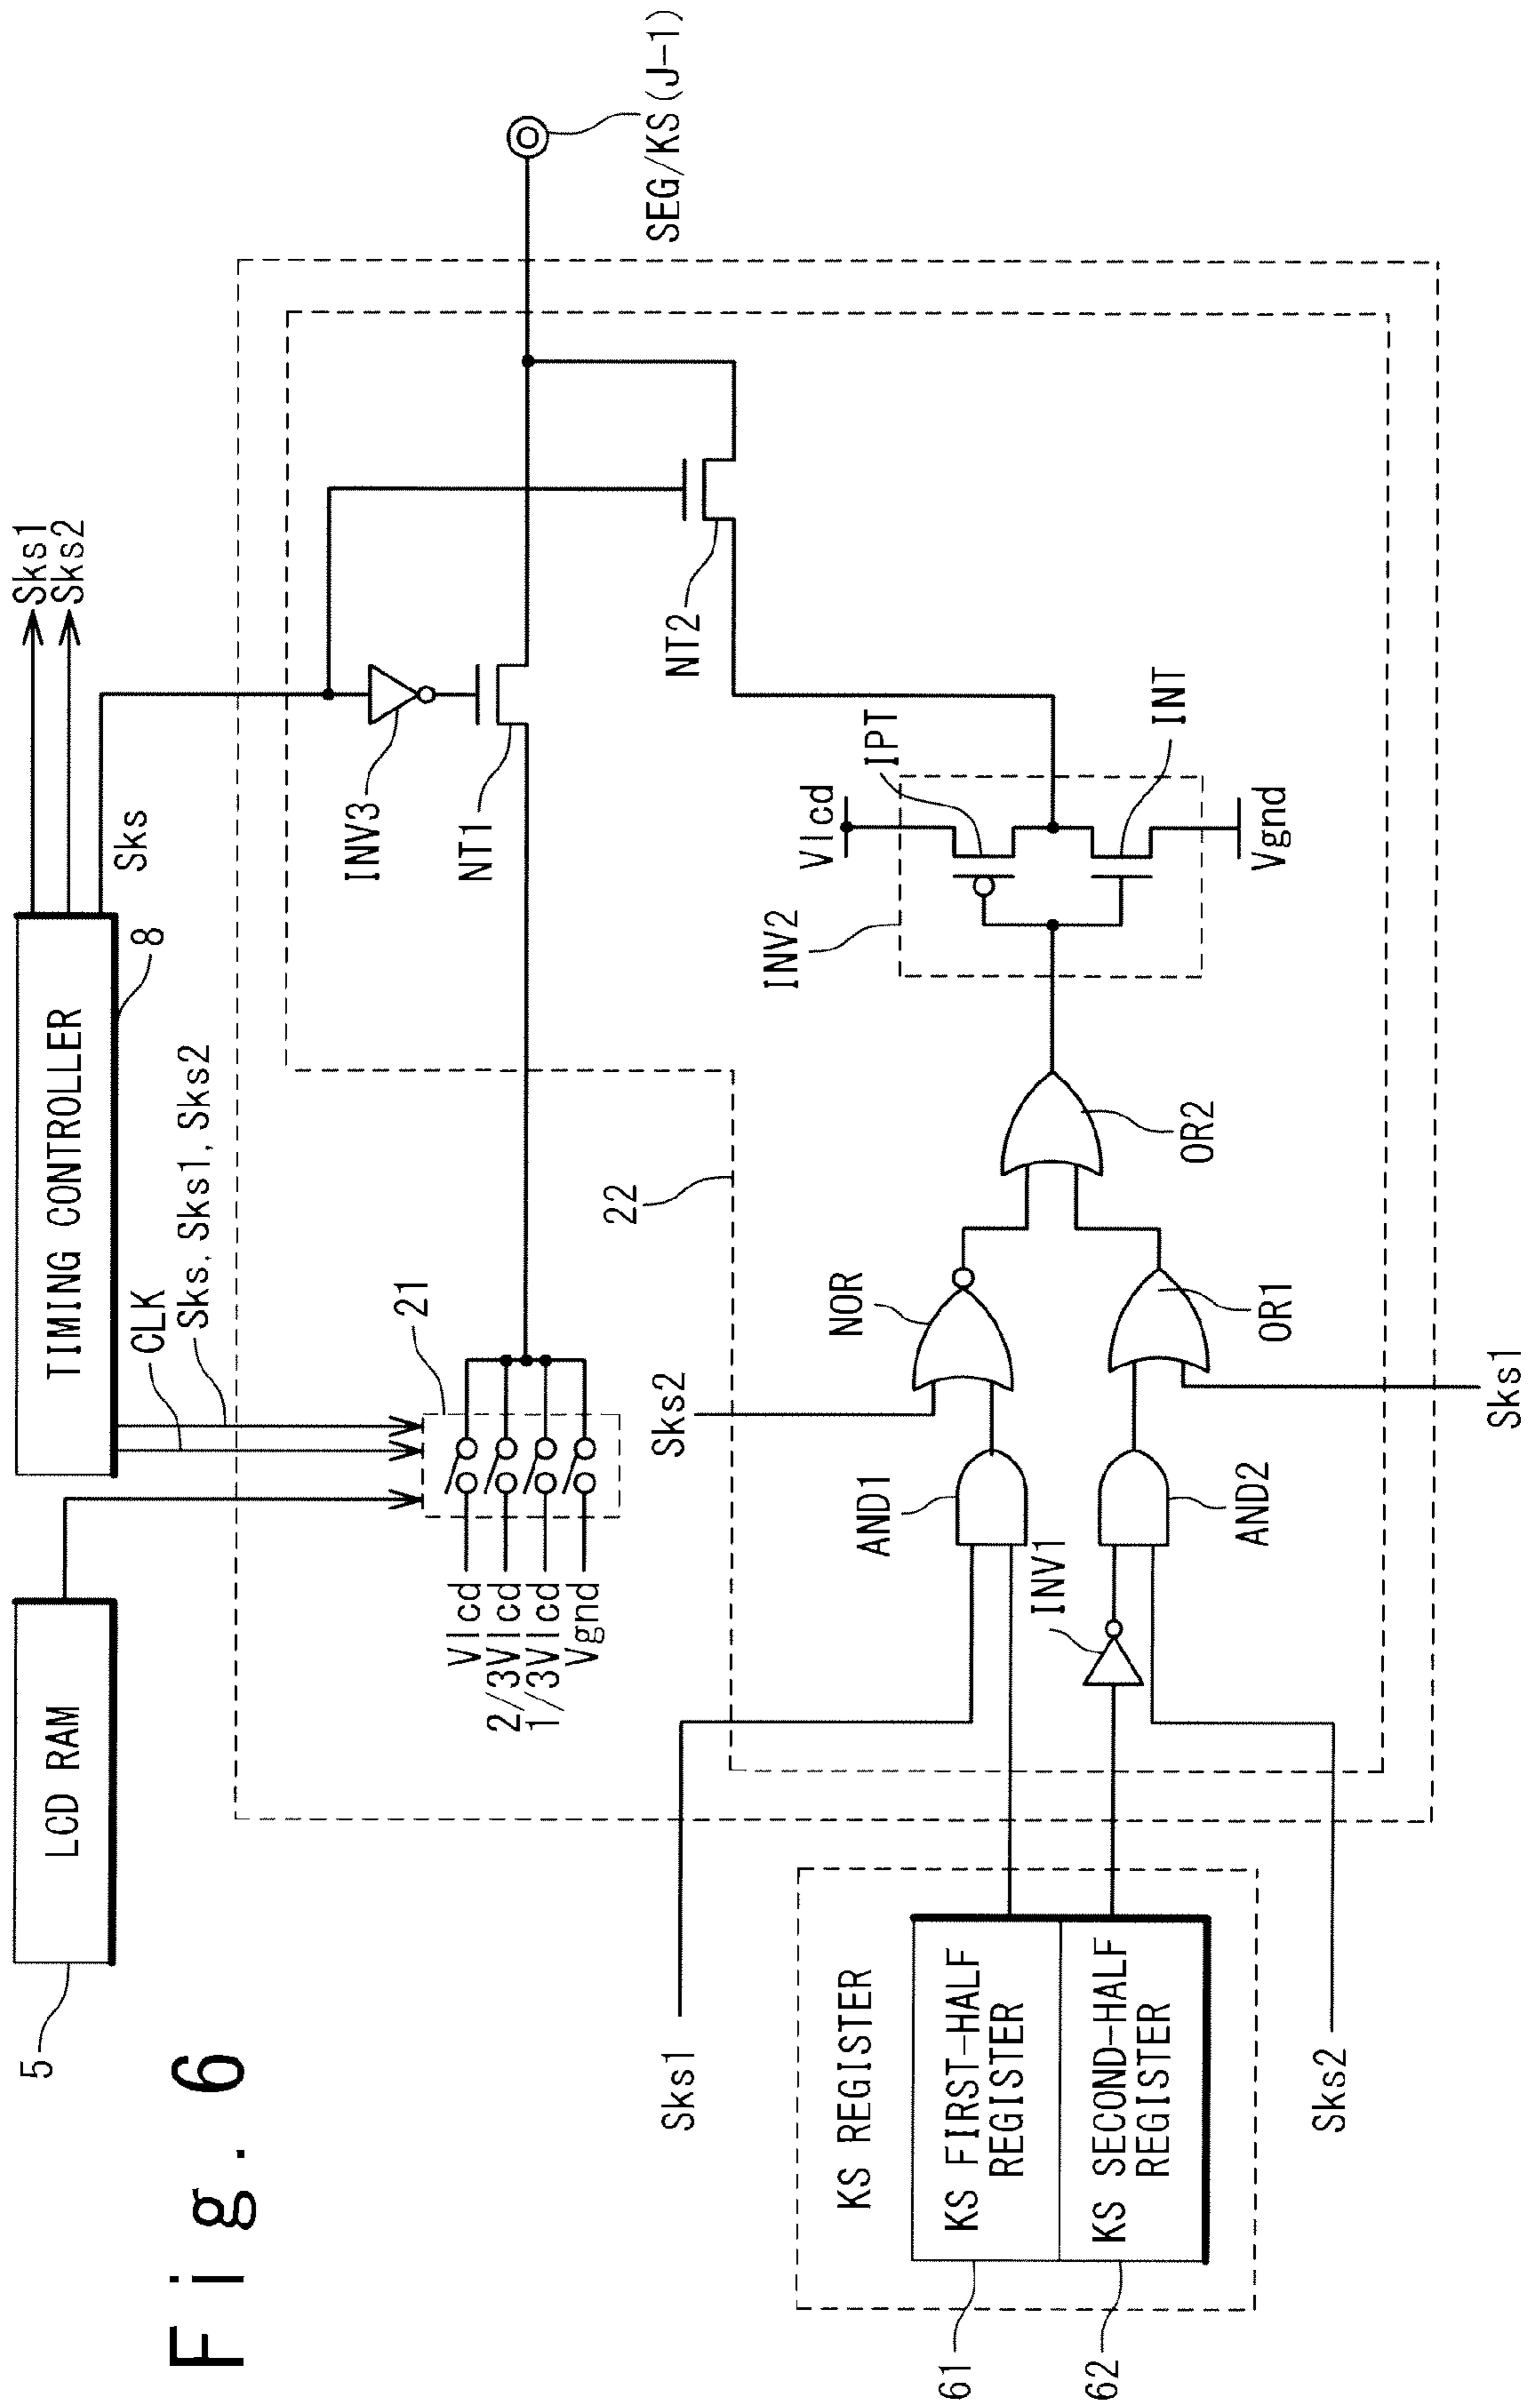 Fig. 6
5
LCD RAM
TIMING CONTROLLER
8
Sks1
Sks2
Sks
CLK
Sks, Sks1, Sks2
21
Vlcd
2/3Vlcd
1/3Vlcd
Vgnd
INV3
NT1
NT2
SEG/KS(J-1)
22
Sks1
Sks2
NOR
AND1
INV1
AND2
OR1
Sks1
OR2
INV2
Vlcd
IPT
INT
Vgnd
KS REGISTER
KS FIRST-HALF
REGISTER
KS SECOND-HALF
REGISTER
61
62
Sks2